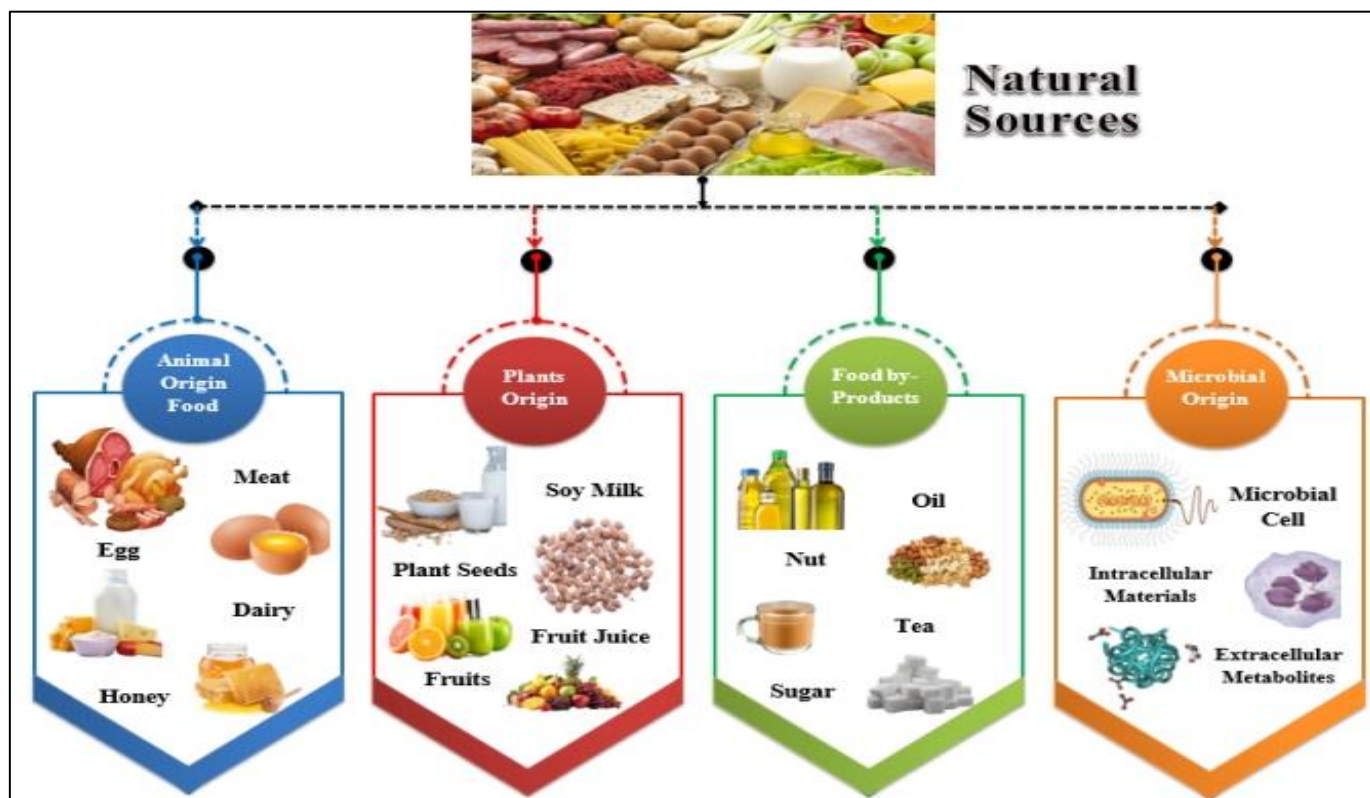 Natural
Sources
Animal
Origin
Food
Meat
Egg
Dairy
Honey
Plants
Origin
Soy Milk
Plant Seeds
Fruit Juice
Fruits
Food by-
Products
Oil
Nut
Tea
Sugar
Microbial
Origin
Microbial
Cell
Intracellular
Materials
Extracellular
Metabolites